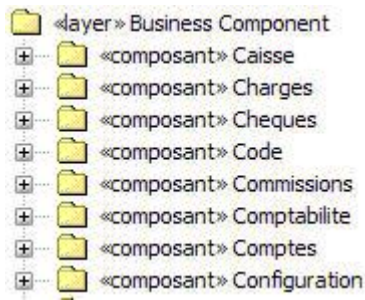 «layer» Business Component
«composant» Caisse
«composant» Charges
«composant» Cheques
«composant» Code
«composant» Commissions
«composant» Comptabilite
«composant» Comptes
«composant» Configuration